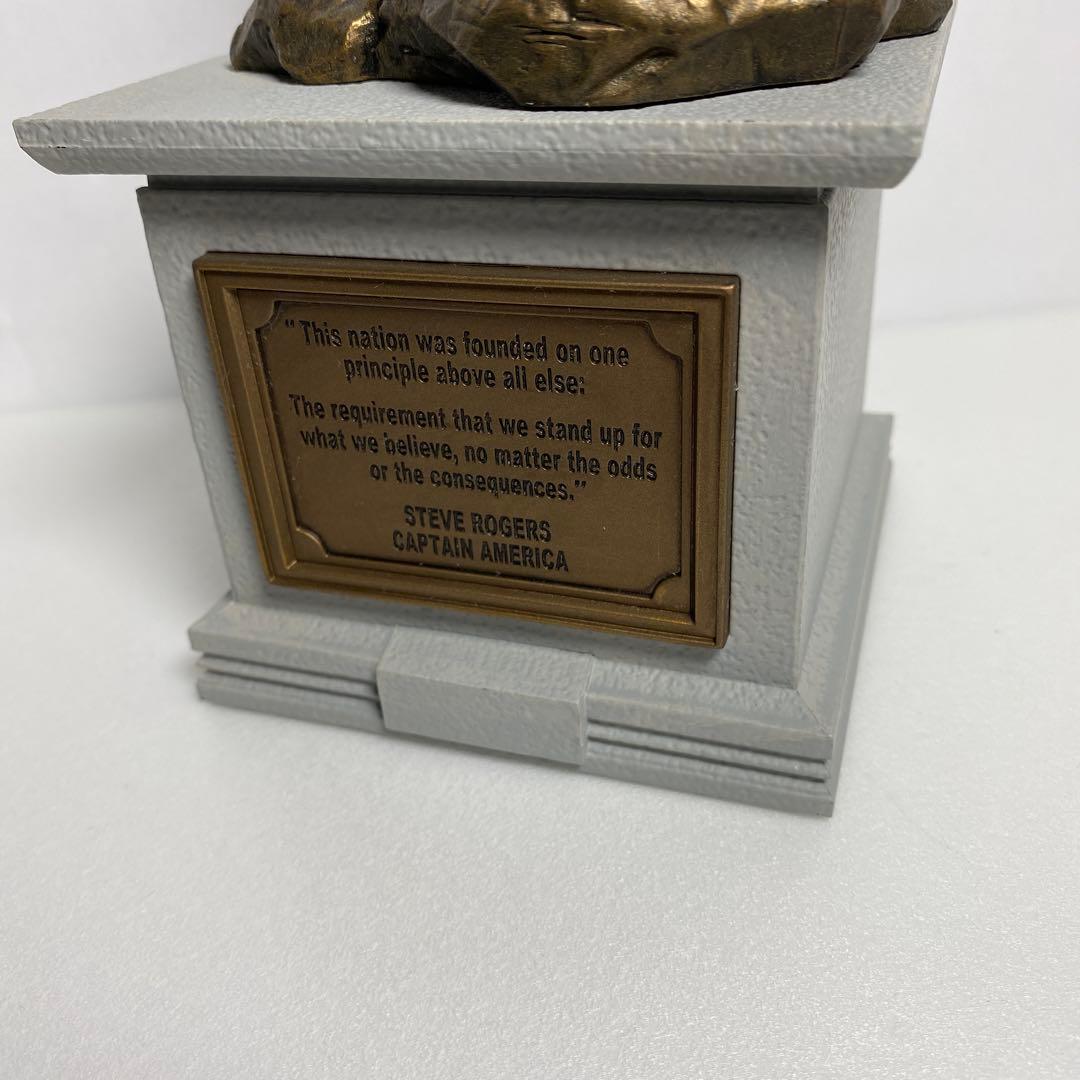 “This nation was founded on one
principle above all else:
The requirement that we stand up for
what we believe, no matter the odds
or the consequences.”
STEVE ROGERS
CAPTAIN AMERICA